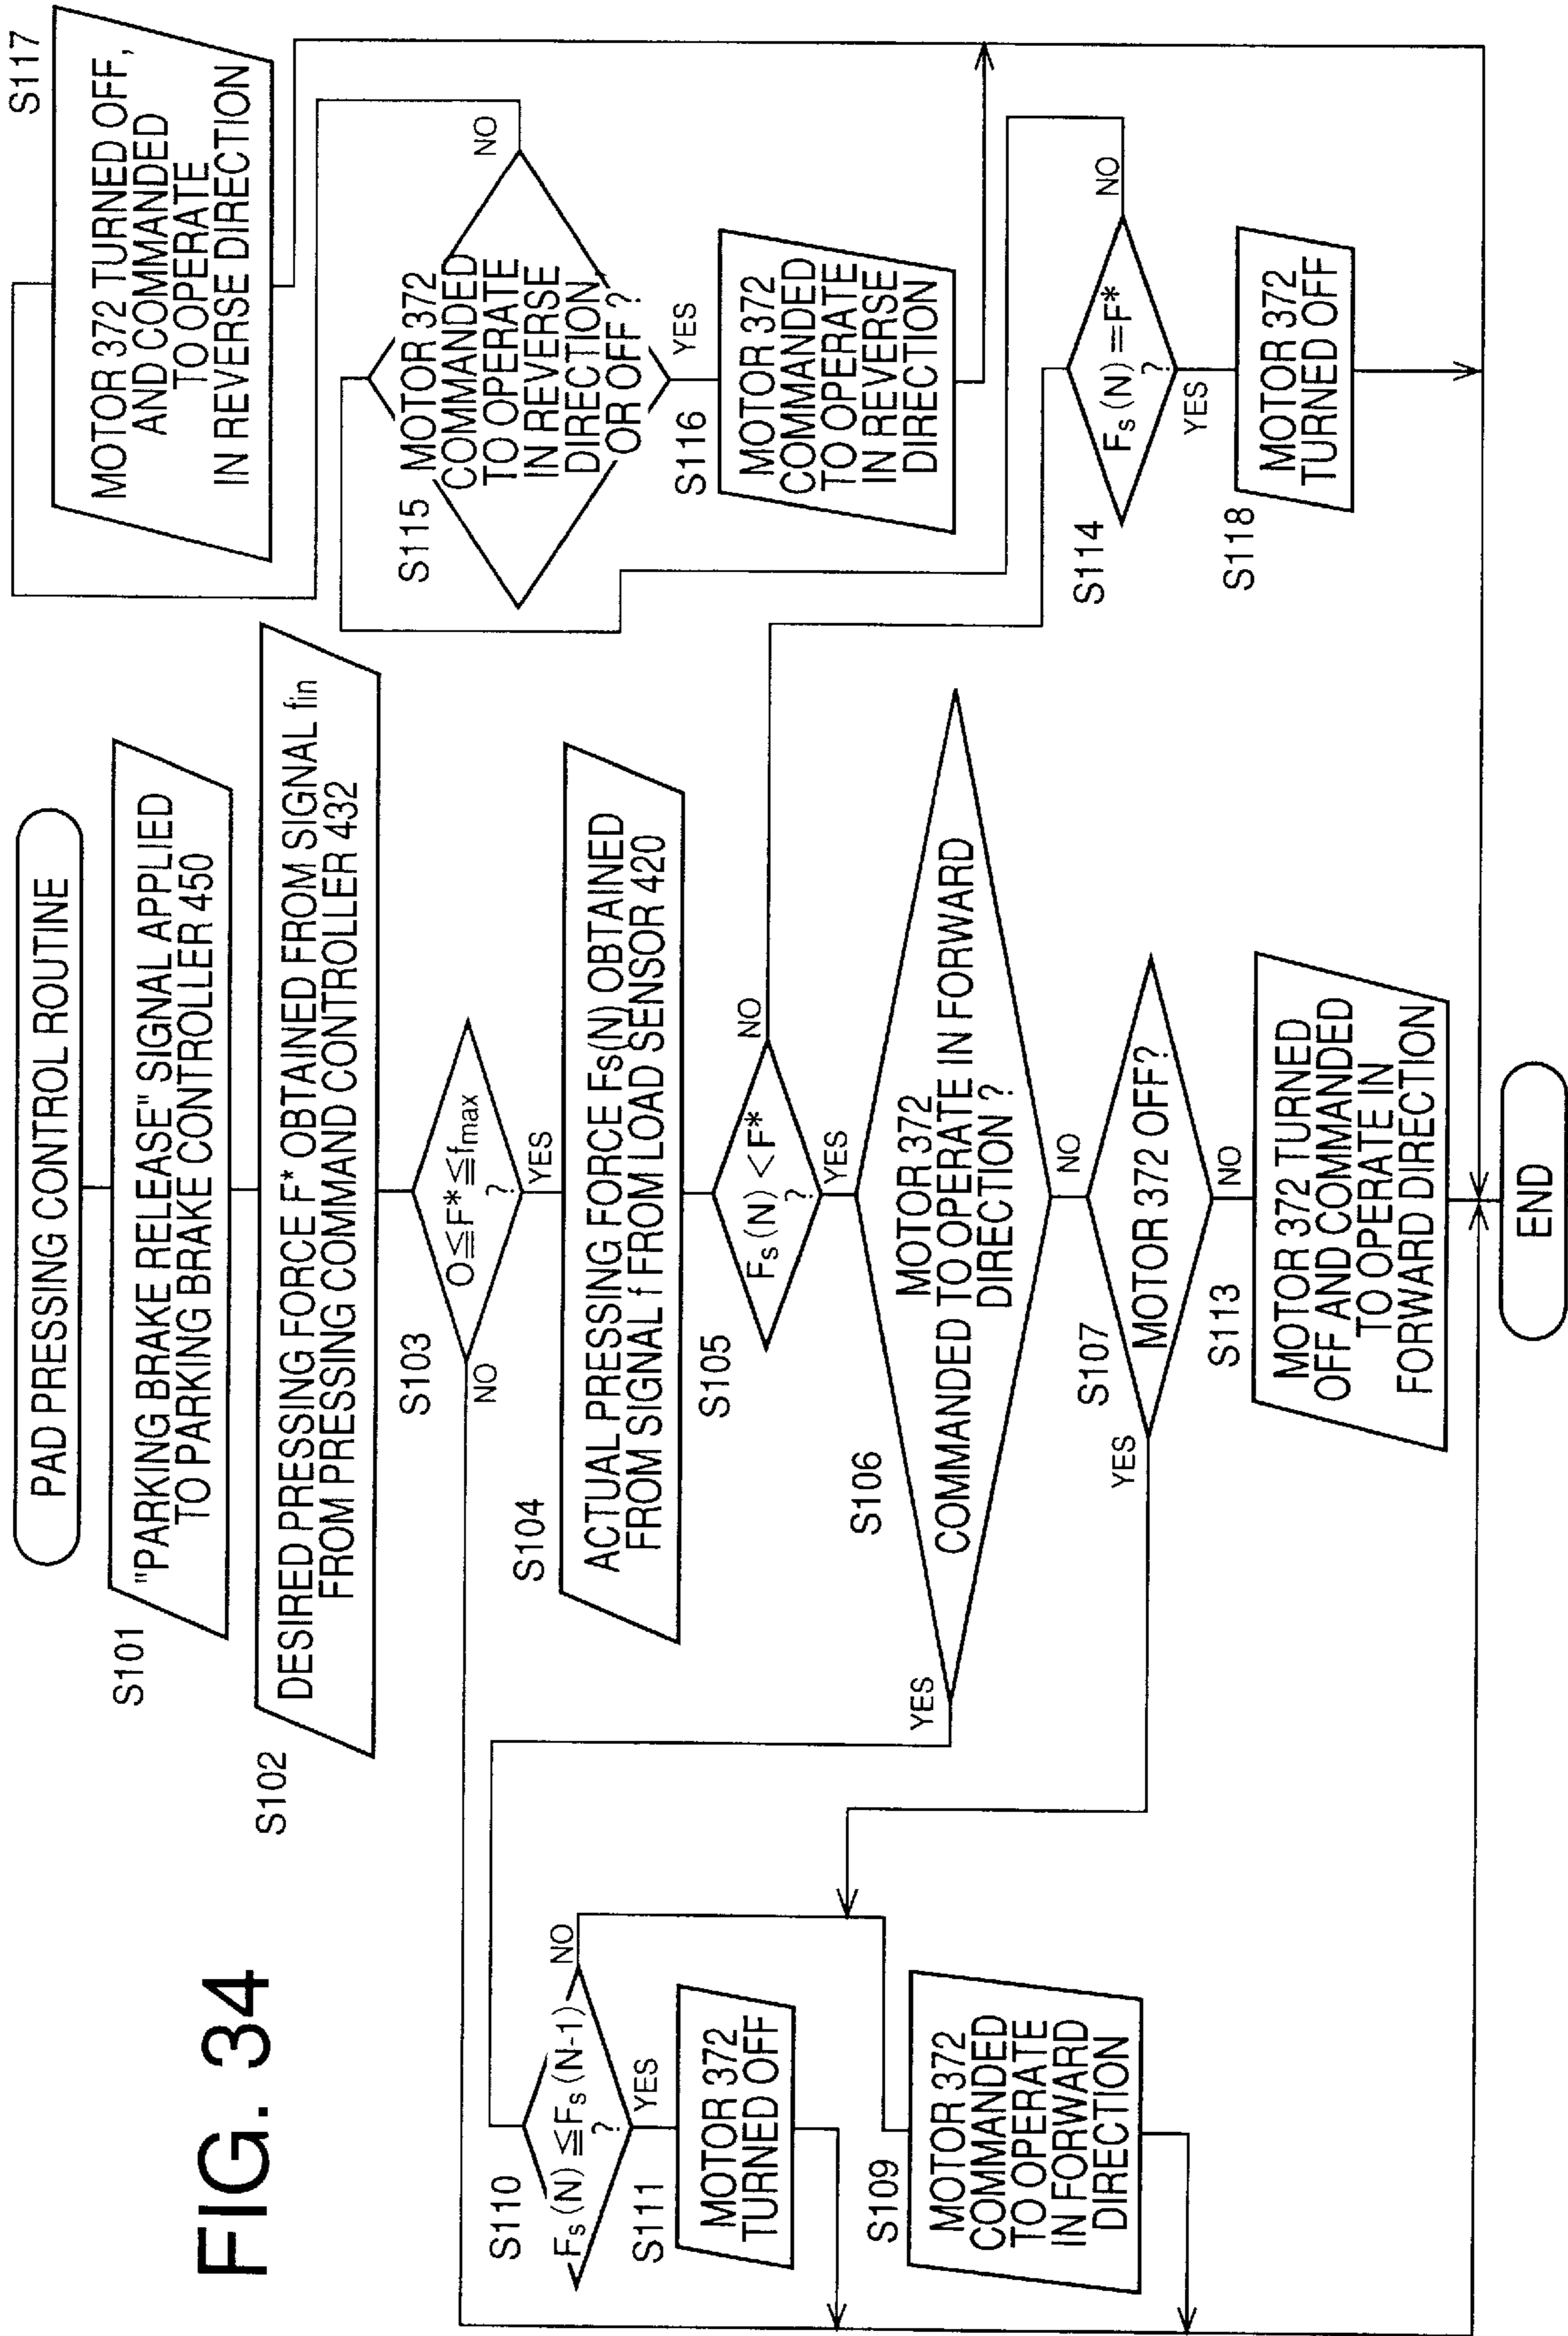 FIG. 34
PAD PRESSING CONTROL ROUTINE
S101
"PARKING BRAKE RELEASE" SIGNAL APPLIED
TO PARKING BRAKE CONTROLLER 450
S102
DESIRED PRESSING FORCE F* OBTAINED FROM SIGNAL fin
FROM PRESSING COMMAND CONTROLLER 432
S103
O≦F*≦fmax
?
NO
YES
S104
ACTUAL PRESSING FORCE Fs(N) OBTAINED
FROM SIGNAL f FROM LOAD SENSOR 420
S105
Fs(N)<F*
?
NO
YES
S106
MOTOR 372
COMMANDED TO OPERATE IN FORWARD
DIRECTION ?
YES
NO
S107
MOTOR 372 OFF?
YES
NO
S113
MOTOR 372 TURNED
OFF AND COMMANDED
TO OPERATE IN
FORWARD DIRECTION
END
S110
Fs(N)≦Fs(N-1)
?
NO
YES
S111
MOTOR 372
TURNED OFF
S109
MOTOR 372
COMMANDED
TO OPERATE
IN FORWARD
DIRECTION
S114
Fs(N)=F*
?
NO
YES
S118
MOTOR 372
TURNED OFF
S115
MOTOR 372
COMMANDED
TO OPERATE
IN REVERSE
DIRECTION
OR OFF ?
NO
YES
S116
MOTOR 372
COMMANDED
TO OPERATE
IN REVERSE
DIRECTION
S117
MOTOR 372 TURNED OFF,
AND COMMANDED
TO OPERATE
IN REVERSE DIRECTION